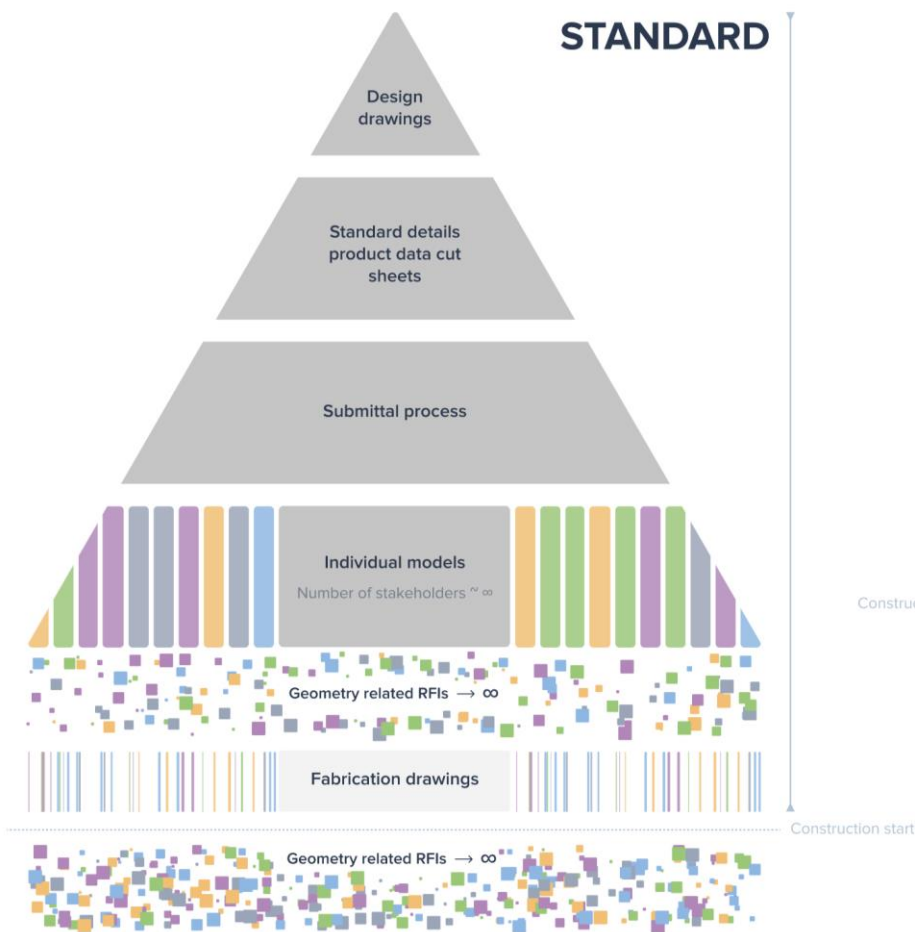 STANDARD
Design
drawings
Standard details
product data cut
sheets
Submittal process
Individual models
Number of stakeholders ~ ∞
Construc
Geometry related RFIs → ∞
Fabrication drawings
Construction start
Geometry related RFIs → ∞